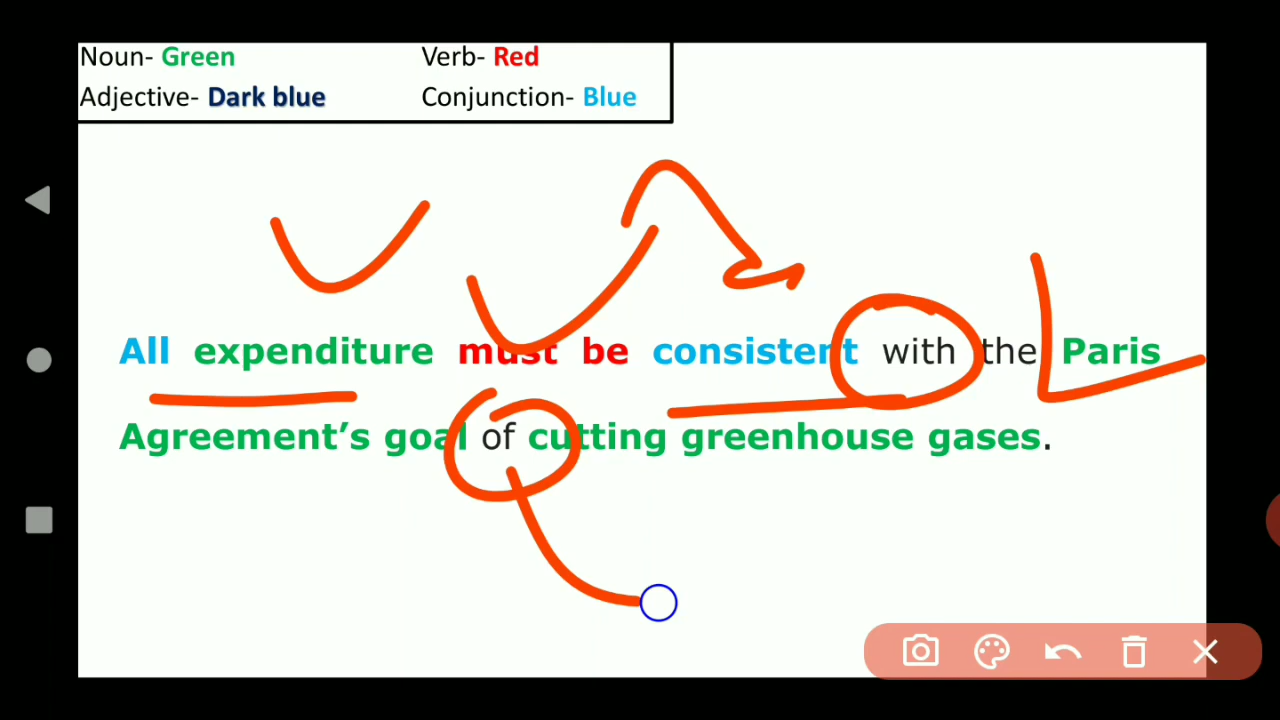 Noun- Green Verb- Red
Adjective- Dark blue Conjunction- Blue
All expenditure must be consistent with the Paris
Agreement’s goal of cutting greenhouse gases.